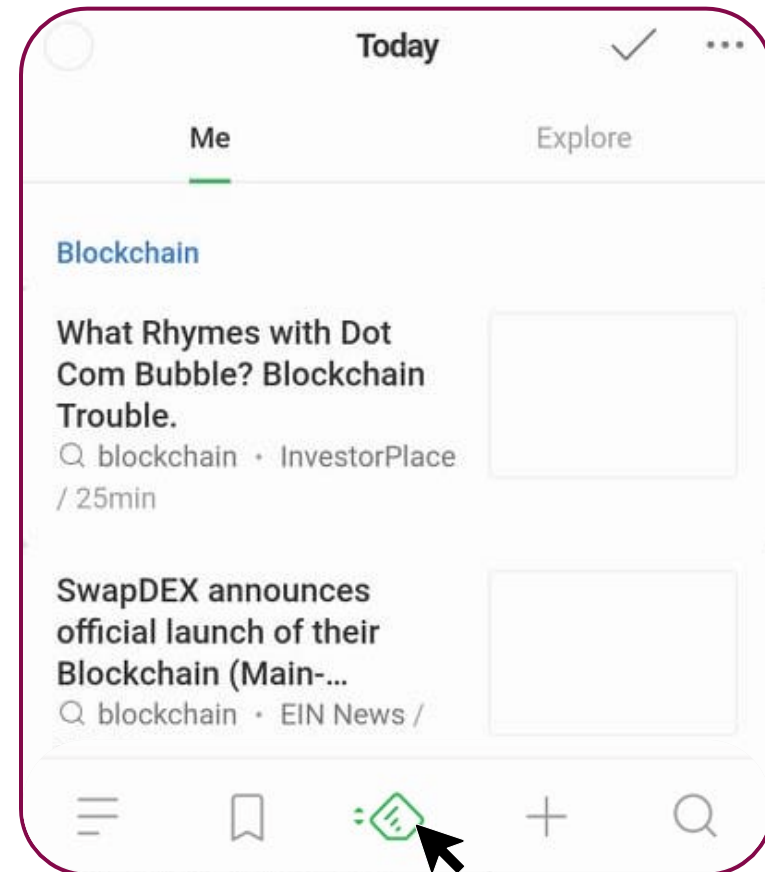 Today
Me
Explore
Blockchain
What Rhymes with Dot
Com Bubble? Blockchain
Trouble.
blockchain • InvestorPlace
/ 25min
SwapDEX announces
official launch of their
Blockchain (Main-...
blockchain • EIN News /